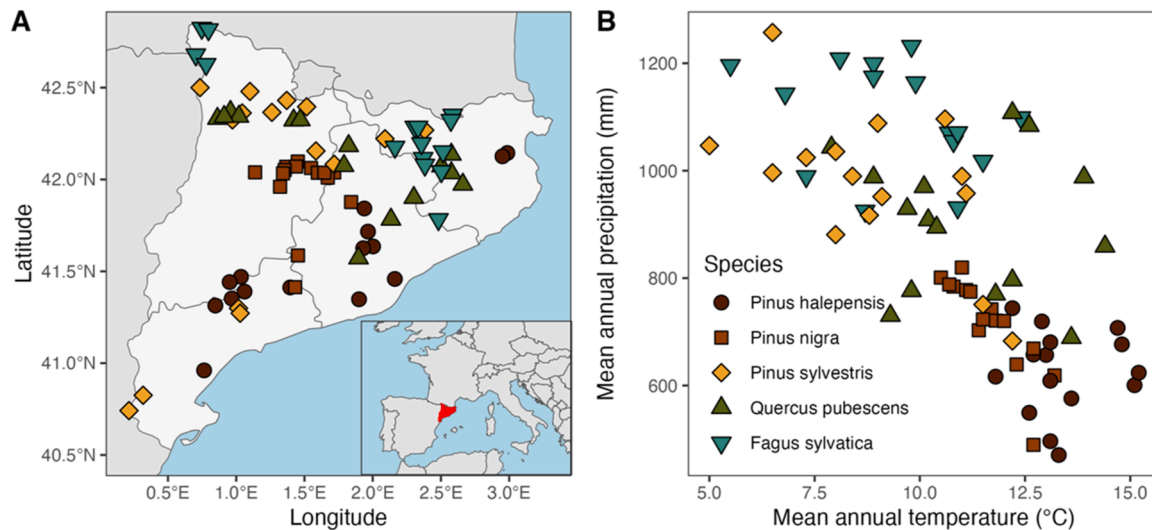 A
Latitude
42.5°N
42.0°N
41.5°N
41.0°N
40.5°N
0.5°E 1.0°E 1.5°E 2.0°E 2.5°E 3.0°E
Longitude
B
Mean annual precipitation (mm)
1200
1000
800
600
Species
Pinus halepensis
Pinus nigra
Pinus sylvestris
Quercus pubescens
Fagus sylvatica
5.0 7.5 10.0 12.5 15.0
Mean annual temperature (°C)